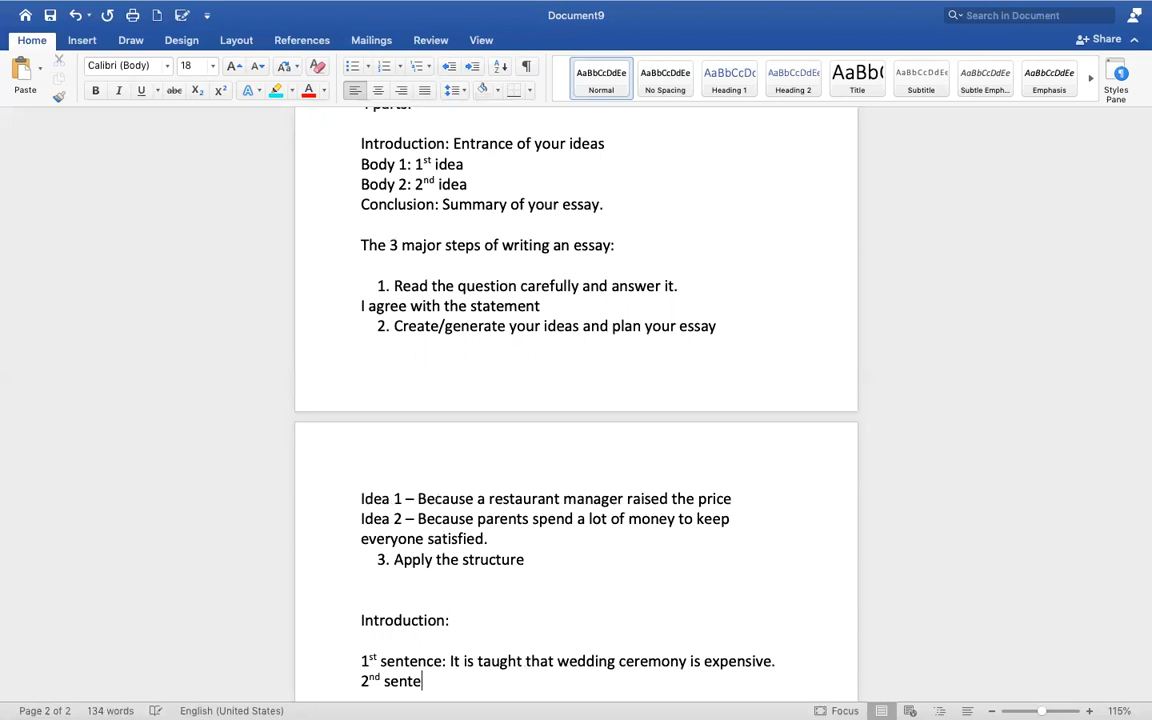 Document9
Search in Document
Home Insert Draw Design Layout References Mailings Review View
Share
Paste
Calibri (Body) 18
AaBbCcDdEe AaBbCcDdEe AaBbCcDc AaBbCcDdEe AaBb( AaBbCcDdEe AaBbCcDdEe AaBbCcDdEe
Normal No Spacing Heading 1 Heading 2 Title Subtitle Subtle Emph... Emphasis
Styles
Pane
4 parts:
Introduction: Entrance of your ideas
Body 1: 1st idea
Body 2: 2nd idea
Conclusion: Summary of your essay.
The 3 major steps of writing an essay:
1. Read the question carefully and answer it.
I agree with the statement
2. Create/generate your ideas and plan your essay
Idea 1 – Because a restaurant manager raised the price
Idea 2 – Because parents spend a lot of money to keep
everyone satisfied.
3. Apply the structure
Introduction:
1st sentence: It is taught that wedding ceremony is expensive.
2nd sente
Page 2 of 2 134 words English (United States) Focus 115%